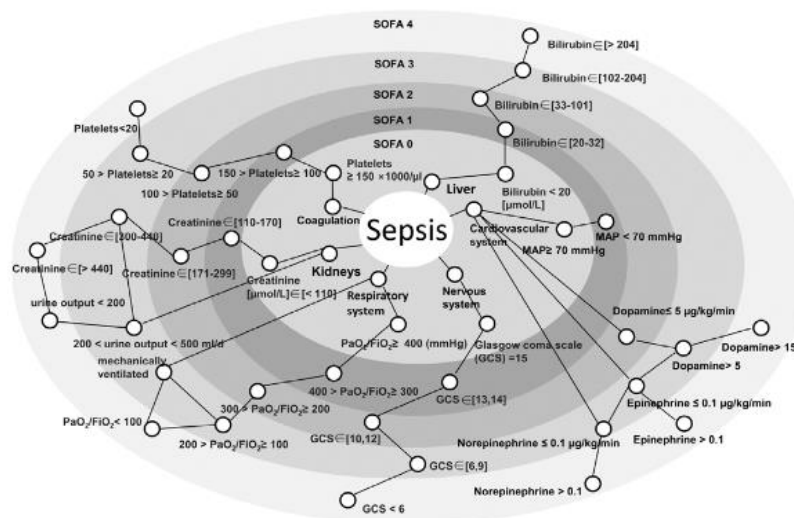 SOFA 4
SOFA 3
SOFA 2
SOFA 1
SOFA 0
Bilirubin∈[> 204]
Bilirubin∈[102-204]
Bilirubin∈[33-101]
Bilirubin∈[20-32]
Bilirubin < 20
[μmol/L]
Liver
Platelets<20
50 > Platelets≥ 20
100 > Platelets≥ 50
150 > Platelets≥ 100
Platelets
≥ 150 ×1000/μl
Coagulation
Sepsis
Cardiovascular
system
MAP≥ 70 mmHg
MAP < 70 mmHg
Creatinine∈[110-170]
Creatinine∈[300-440]
Creatinine∈[> 440]
Creatinine∈[171-299]
Creatinine
[μmol/L]∈[< 110]
Kidneys
urine output < 200
200 < urine output < 500 ml/d
Respiratory
system
Nervous
system
mechanically
ventilated
PaO2/FiO2≥ 400 (mmHg)
400 > PaO2/FiO2≥ 300
300 > PaO2/FiO2≥ 200
200 > PaO2/FiO2≥ 100
PaO2/FiO2< 100
Glasgow coma scale
(GCS) =15
GCS∈[13,14]
GCS∈[10,12]
GCS∈[6,9]
GCS < 6
Dopamine≤ 5 μg/kg/min
Dopamine> 15
Dopamine> 5
Epinephrine ≤ 0.1 μg/kg/min
Epinephrine > 0.1
Norepinephrine ≤ 0.1 μg/kg/min
Norepinephrine > 0.1